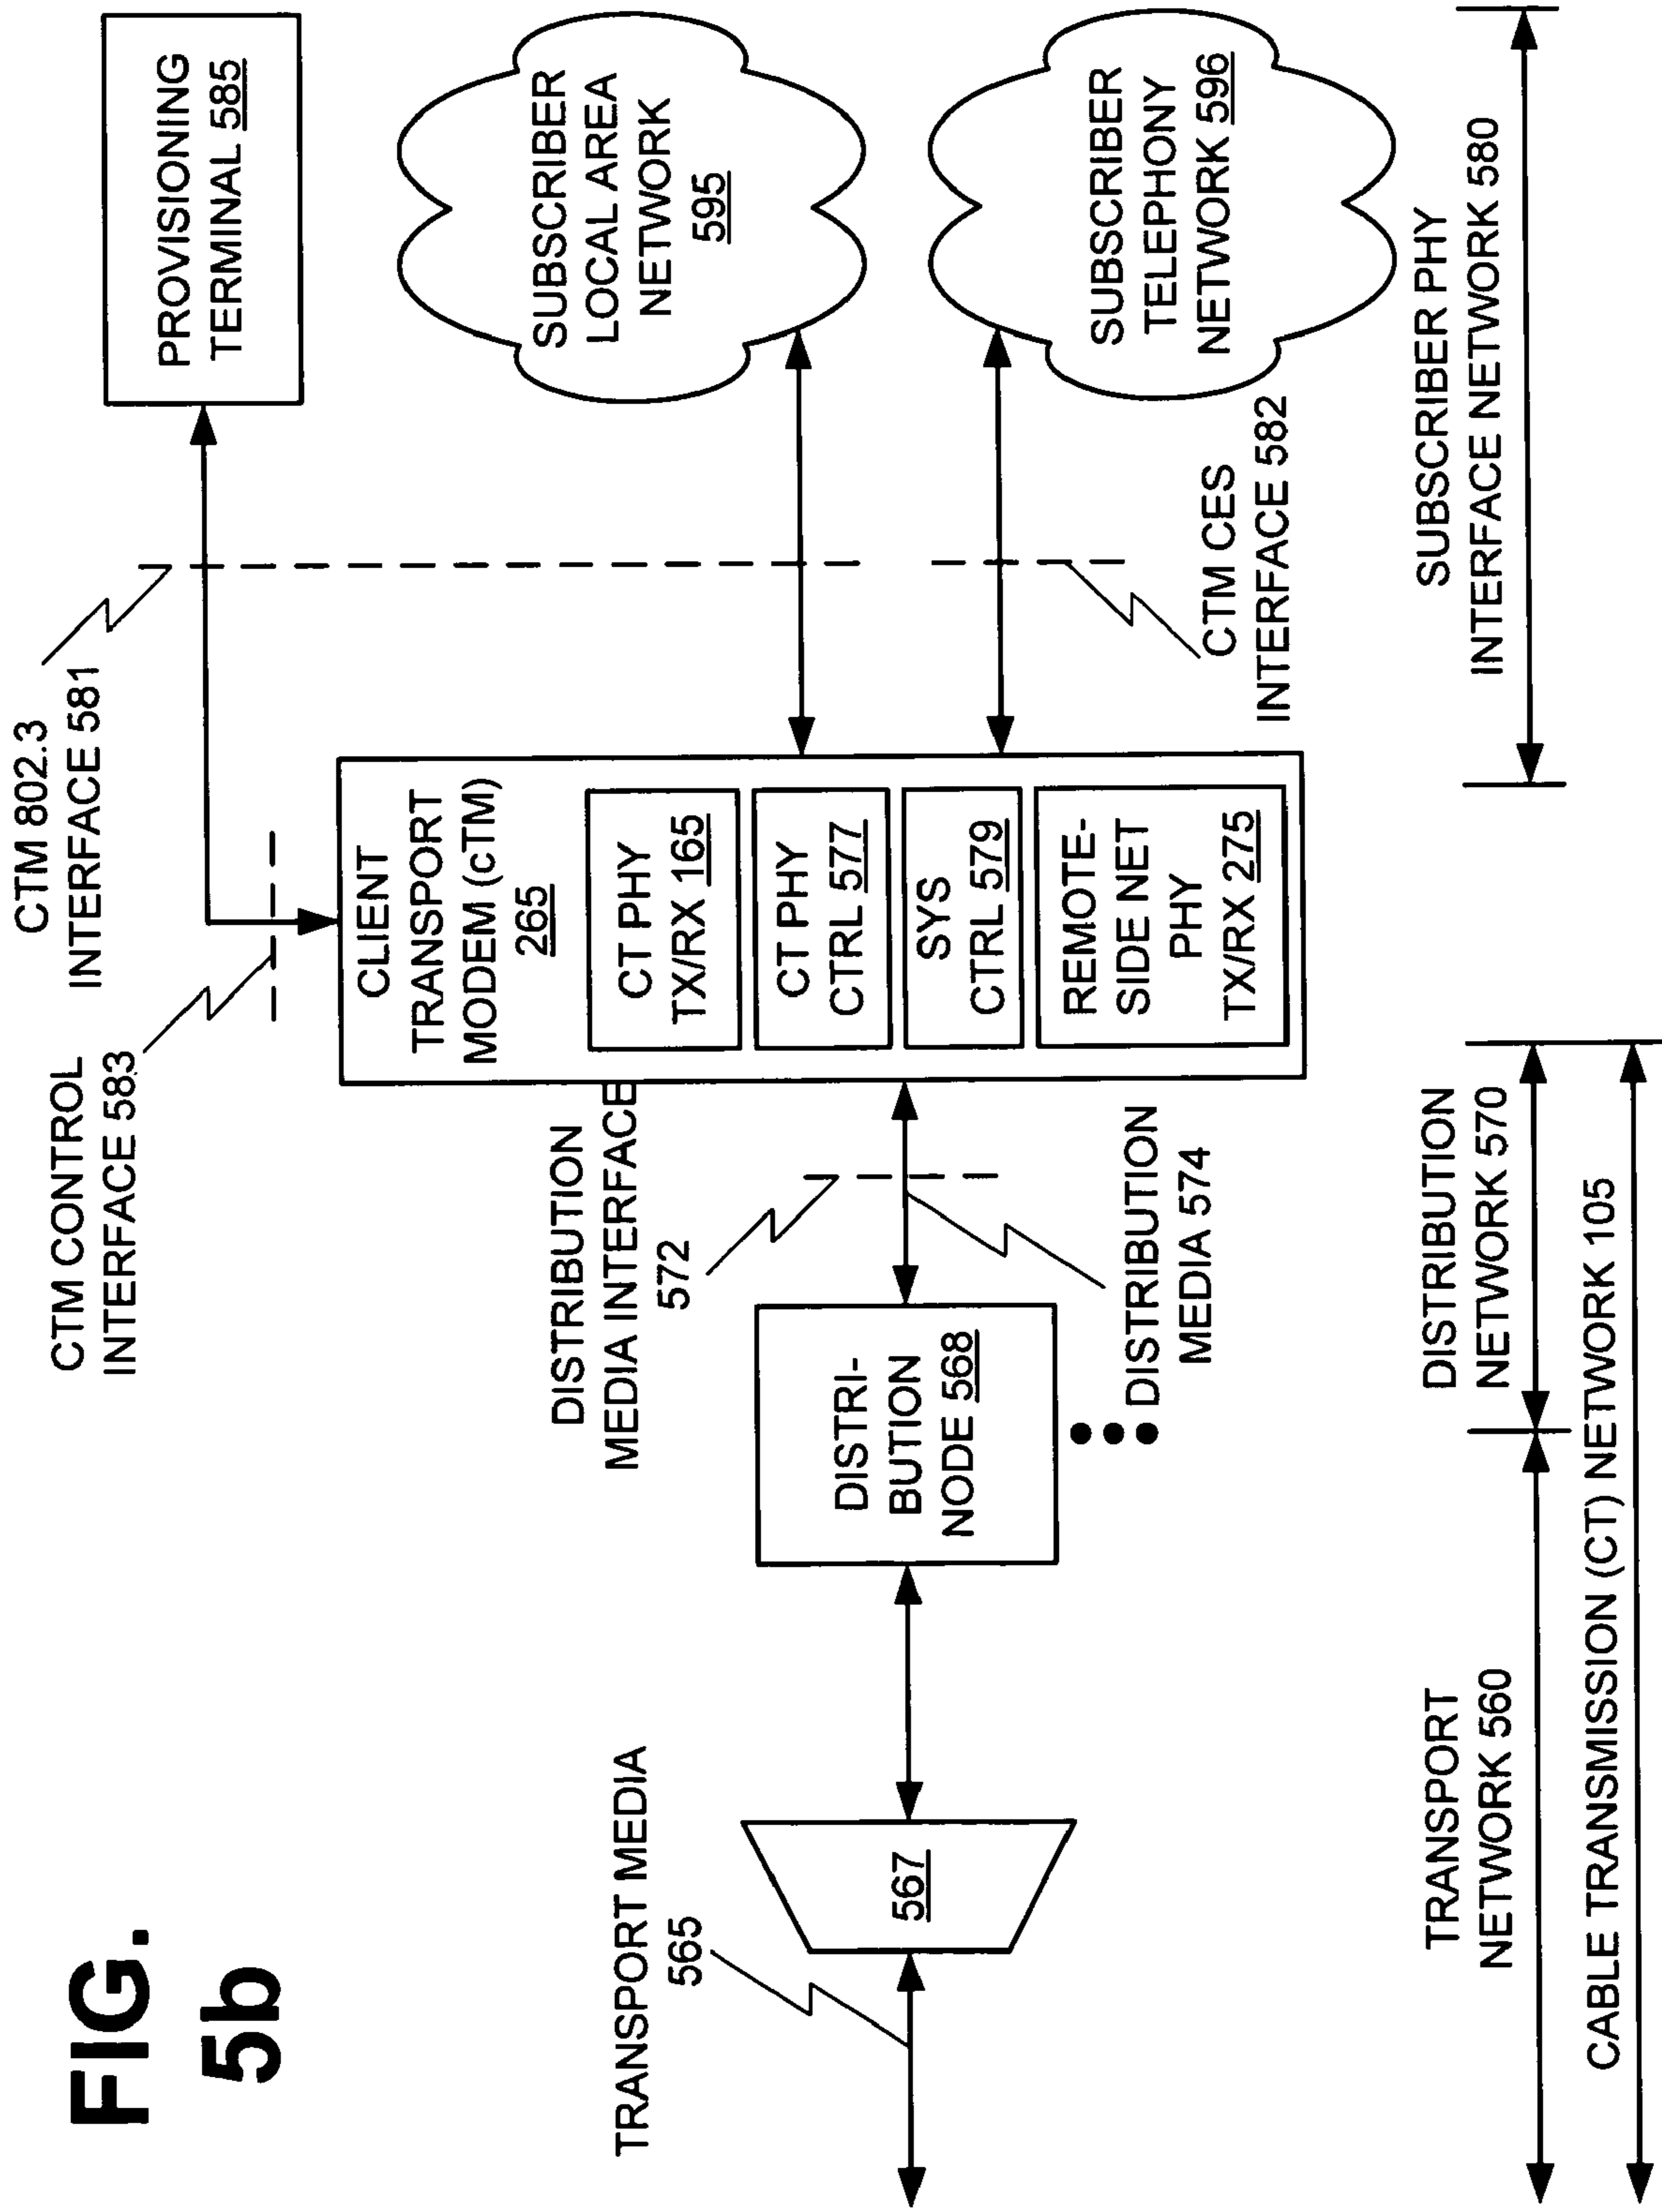 FIG.
5b
CTM CONTROL
INTERFACE 583
CTM 802.3
INTERFACE 581
PROVISIONING
TERMINAL 585
TRANSPORT MEDIA
565
567
DISTRI-
BUTION
NODE 568
DISTRIBUTION
MEDIA INTERFACE
572
DISTRIBUTION
MEDIA 574
CLIENT
TRANSPORT
MODEM (cTM)
265
CT PHY
TX/RX 165
CT PHY
CTRL 577
SYS
CTRL 579
REMOTE-
SIDE NET
PHY
TX/RX 275
SUBSCRIBER
LOCAL AREA
NETWORK
595
SUBSCRIBER
TELEPHONY
NETWORK 596
CTM CES
INTERFACE 582
TRANSPORT
NETWORK 560
DISTRIBUTION
NETWORK 570
SUBSCRIBER PHY
INTERFACE NETWORK 580
CABLE TRANSMISSION (CT) NETWORK 105